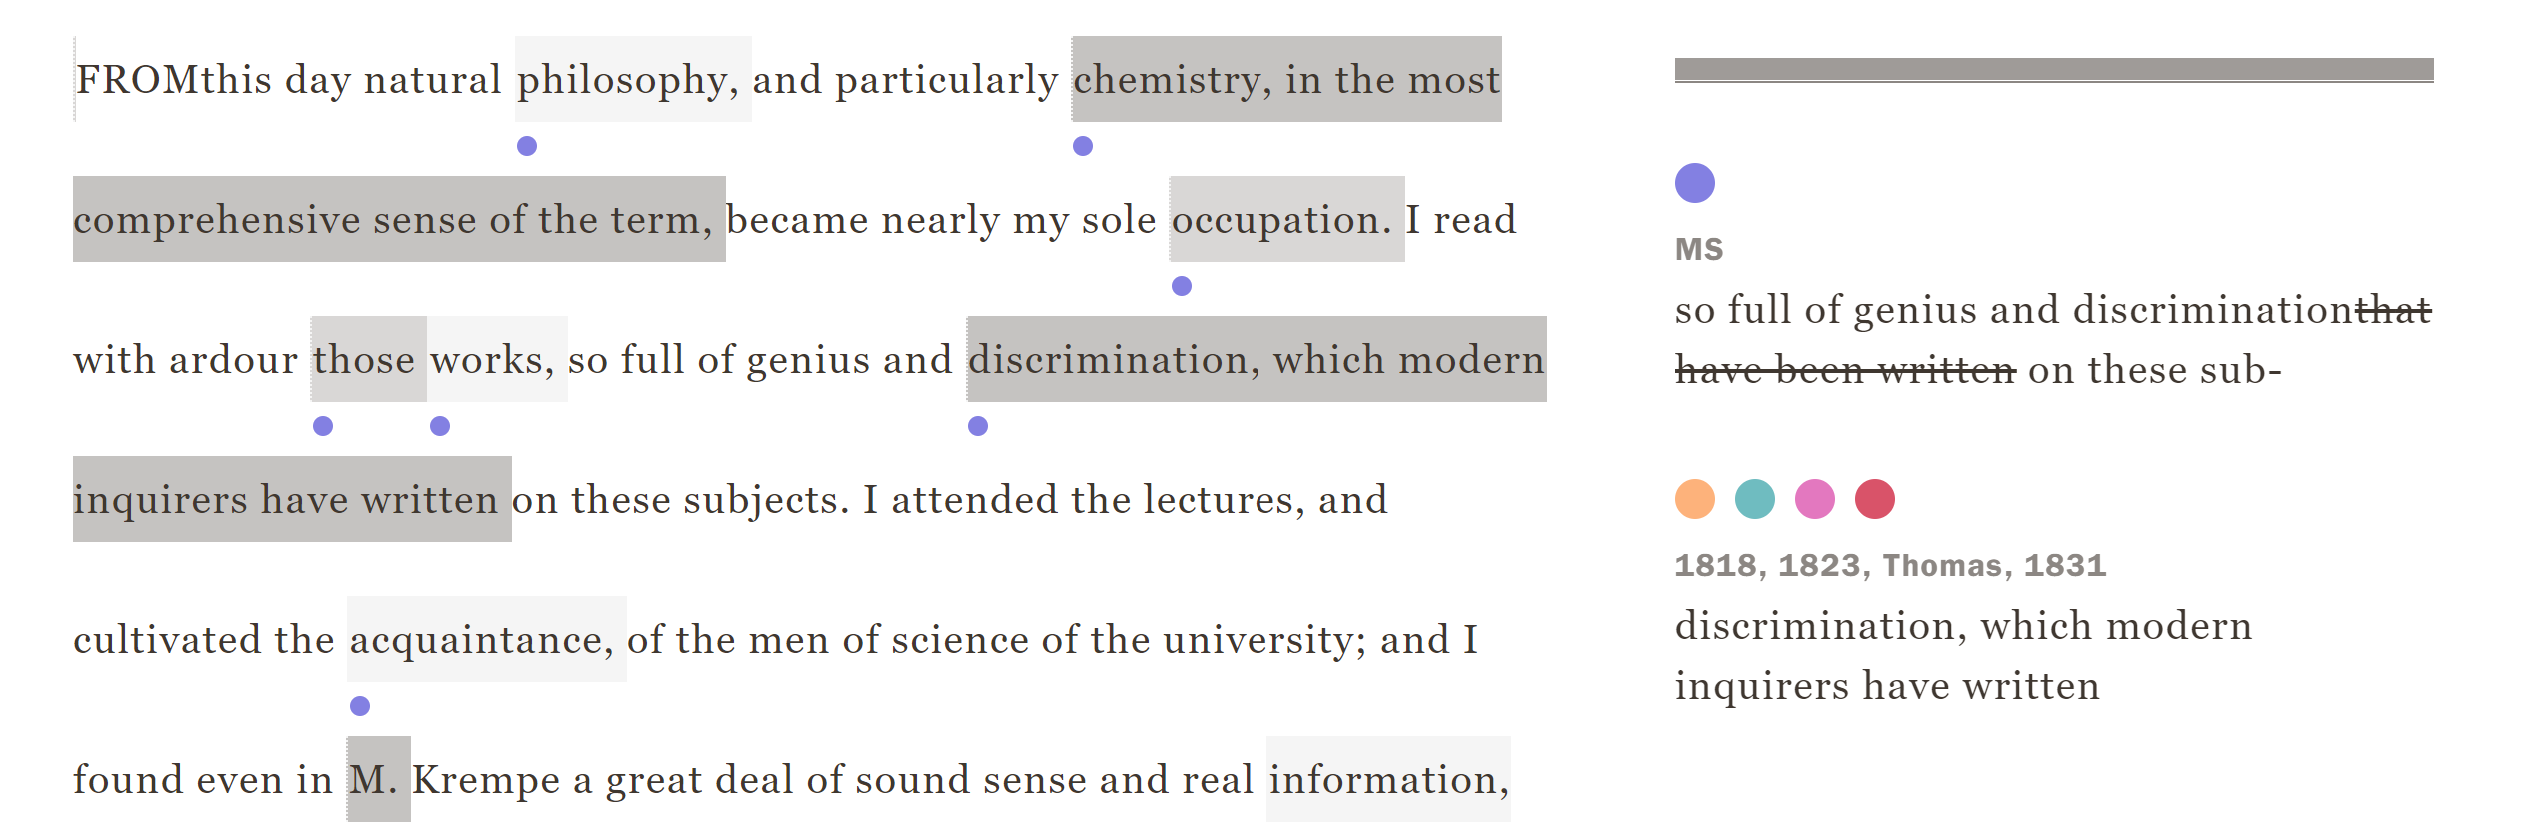 FROMthis day natural philosophy, and particularly chemistry, in the most
comprehensive sense of the term, became nearly my sole occupation. I read
with ardour those works, so full of genius and discrimination, which modern
inquirers have written on these subjects. I attended the lectures, and
cultivated the acquaintance, of the men of science of the university; and I
found even in M. Krempe a great deal of sound sense and real information,
MS
so full of genius and discriminationthat
have been written on these sub-
1818, 1823, Thomas, 1831
discrimination, which modern
inquirers have written